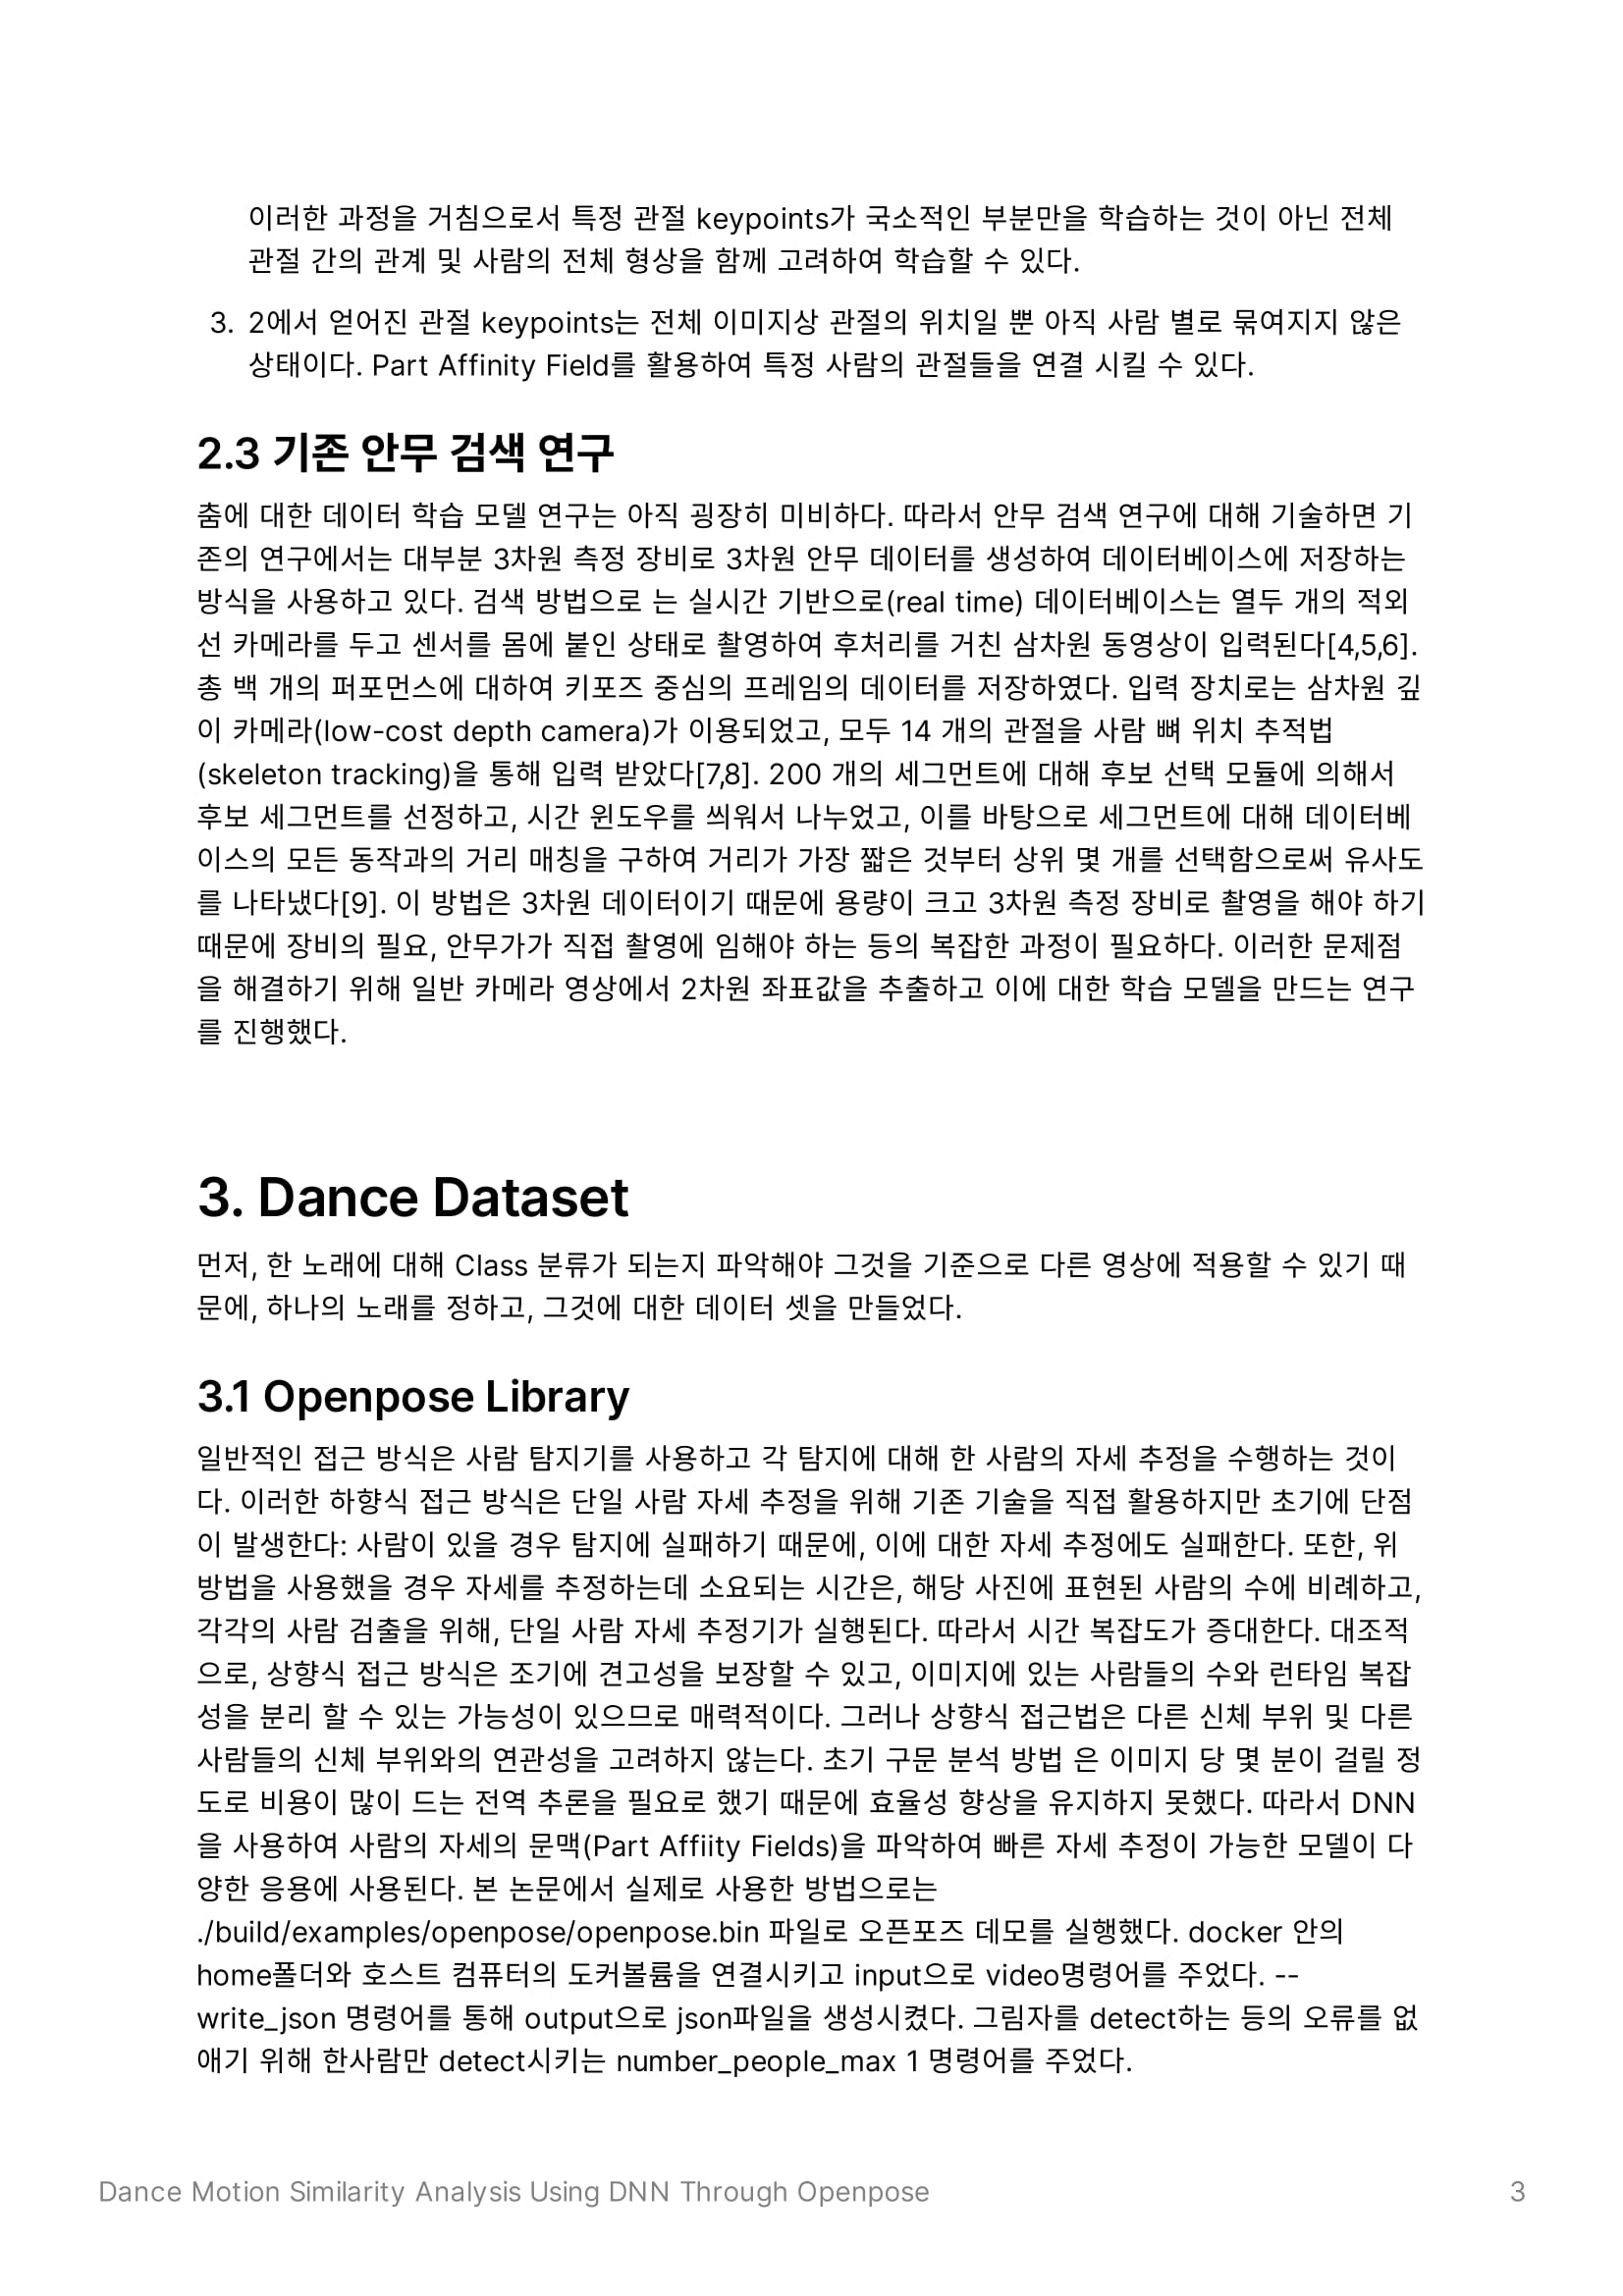 이러한 과정을 거침으로서 특정 관절 keypoints가 국소적인 부분만을 학습하는 것이 아닌 전체
관절 간의 관계 및 사람의 전체 형상을 함께 고려하여 학습할 수 있다.
3. 2에서 얻어진 관절 keypoints는 전체 이미지상 관절의 위치일 뿐 아직 사람 별로 묶여지지 않은
상태이다. Part Affinity Field를 활용하여 특정 사람의 관절들을 연결 시킬 수 있다.
2.3 기존 안무 검색 연구
춤에 대한 데이터 학습 모델 연구는 아직 굉장히 미비하다. 따라서 안무 검색 연구에 대해 기술하면 기
존의 연구에서는 대부분 3차원 측정 장비로 3차원 안무 데이터를 생성하여 데이터베이스에 저장하는
방식을 사용하고 있다. 검색 방법으로 는 실시간 기반으로(real time) 데이터베이스는 열두 개의 적외
선 카메라를 두고 센서를 몸에 붙인 상태로 촬영하여 후처리를 거친 삼차원 동영상이 입력된다[4,5,6].
총 백 개의 퍼포먼스에 대하여 키포즈 중심의 프레임의 데이터를 저장하였다. 입력 장치로는 삼차원 깊
이 카메라(low-cost depth camera)가 이용되었고, 모두 14 개의 관절을 사람 뼈 위치 추적법
(skeleton tracking)을 통해 입력 받았다[7,8]. 200 개의 세그먼트에 대해 후보 선택 모듈에 의해서
후보 세그먼트를 선정하고, 시간 윈도우를 씌워서 나누었고, 이를 바탕으로 세그먼트에 대해 데이터베
이스의 모든 동작과의 거리 매칭을 구하여 거리가 가장 짧은 것부터 상위 몇 개를 선택함으로써 유사도
를 나타냈다[9]. 이 방법은 3차원 데이터이기 때문에 용량이 크고 3차원 측정 장비로 촬영을 해야 하기
때문에 장비의 필요, 안무가가 직접 촬영에 임해야 하는 등의 복잡한 과정이 필요하다. 이러한 문제점
을 해결하기 위해 일반 카메라 영상에서 2차원 좌표값을 추출하고 이에 대한 학습 모델을 만드는 연구
를 진행했다.
3. Dance Dataset
먼저, 한 노래에 대해 Class 분류가 되는지 파악해야 그것을 기준으로 다른 영상에 적용할 수 있기 때
문에, 하나의 노래를 정하고, 그것에 대한 데이터 셋을 만들었다.
3.1 Openpose Library
일반적인 접근 방식은 사람 탐지기를 사용하고 각 탐지에 대해 한 사람의 자세 추정을 수행하는 것이
다. 이러한 하향식 접근 방식은 단일 사람 자세 추정을 위해 기존 기술을 직접 활용하지만 초기에 단점
이 발생한다: 사람이 있을 경우 탐지에 실패하기 때문에, 이에 대한 자세 추정에도 실패한다. 또한, 위
방법을 사용했을 경우 자세를 추정하는데 소요되는 시간은, 해당 사진에 표현된 사람의 수에 비례하고,
각각의 사람 검출을 위해, 단일 사람 자세 추정기가 실행된다. 따라서 시간 복잡도가 증대한다. 대조적
으로, 상향식 접근 방식은 조기에 견고성을 보장할 수 있고, 이미지에 있는 사람들의 수와 런타임 복잡
성을 분리 할 수 있는 가능성이 있으므로 매력적이다. 그러나 상향식 접근법은 다른 신체 부위 및 다른
사람들의 신체 부위와의 연관성을 고려하지 않는다. 초기 구문 분석 방법 은 이미지 당 몇 분이 걸릴 정
도로 비용이 많이 드는 전역 추론을 필요로 했기 때문에 효율성 향상을 유지하지 못했다. 따라서 DNN
을 사용하여 사람의 자세의 문맥(Part Affiity Fields)을 파악하여 빠른 자세 추정이 가능한 모델이 다
양한 응용에 사용된다. 본 논문에서 실제로 사용한 방법으로는
./build/examples/openpose/openpose.bin 파일로 오픈포즈 데모를 실행했다. docker 안의
home폴더와 호스트 컴퓨터의 도커볼륨을 연결시키고 input으로 video명령어를 주었다. --
write_json 명령어를 통해 output으로 json파일을 생성시켰다. 그림자를 detect하는 등의 오류를 없
애기 위해 한사람만 detect시키는 number_people_max 1 명령어를 주었다.
Dance Motion Similarity Analysis Using DNN Through Openpose
3